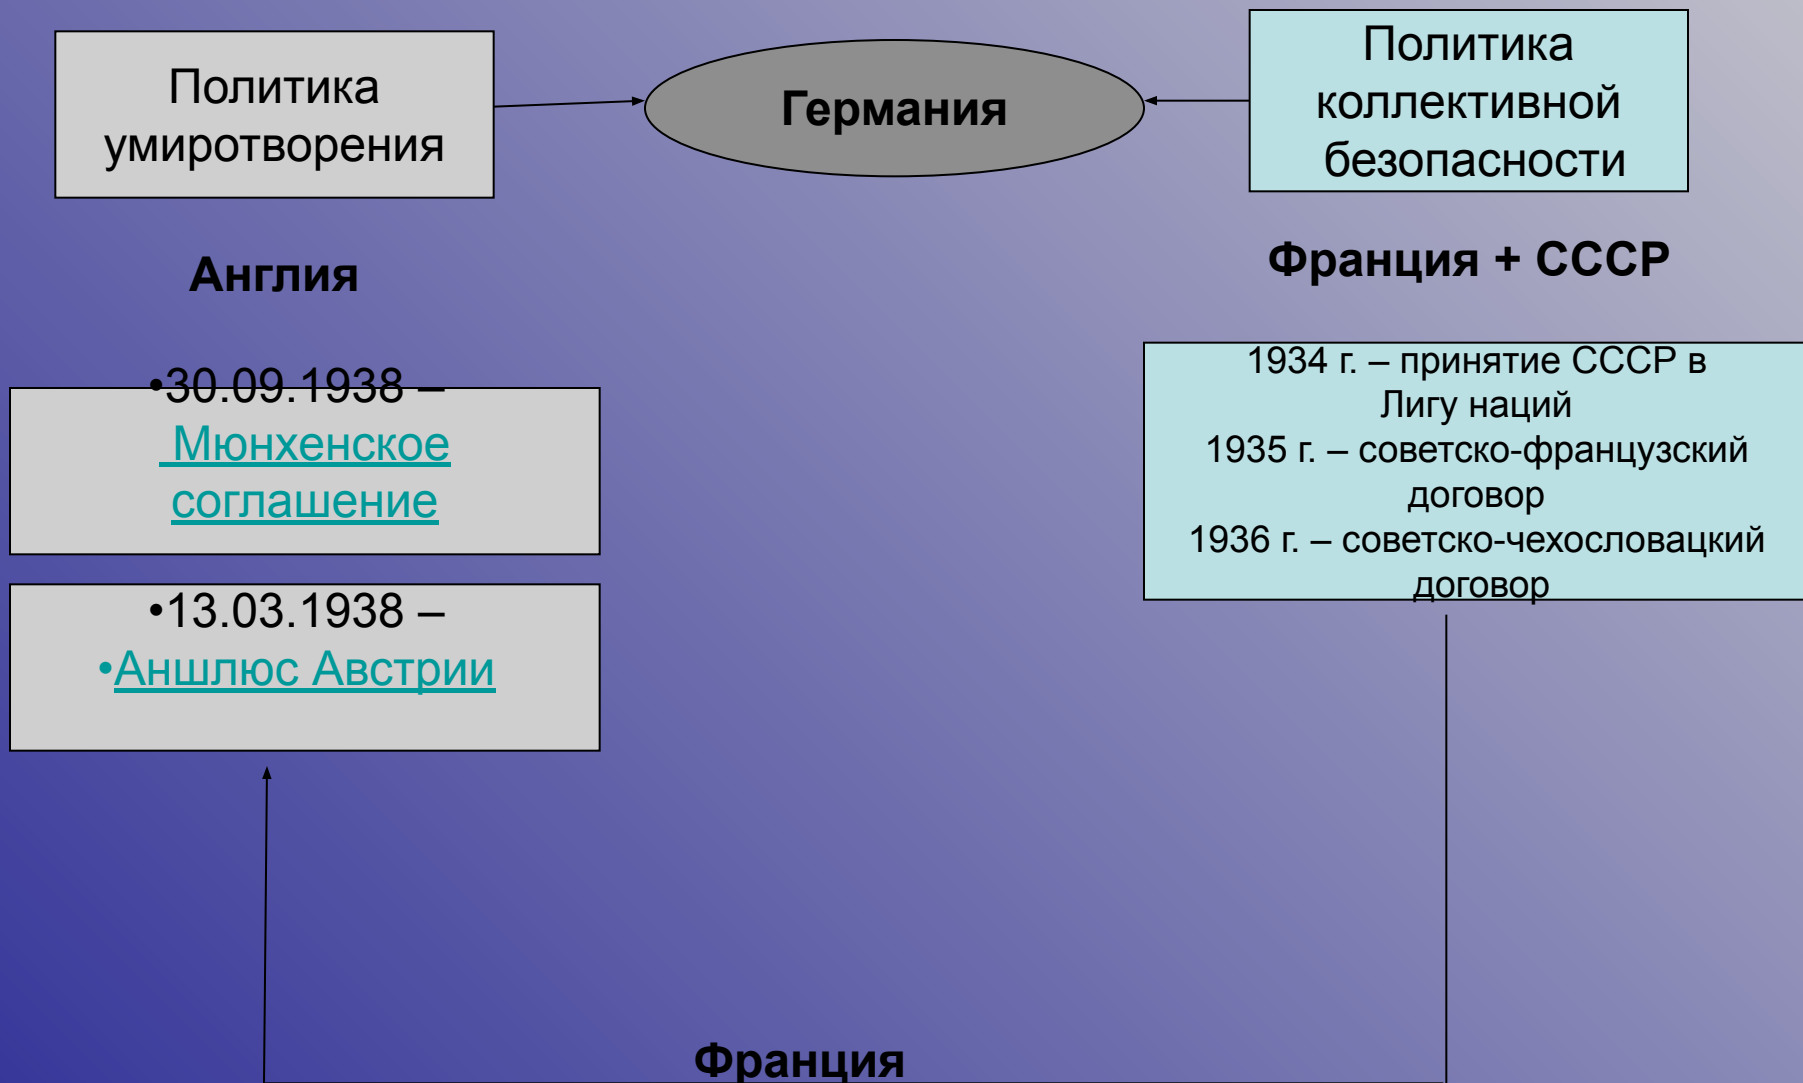 Политика
умиротворения
Германия
Политика
коллективной
безопасности
Англия
Франция + СССР
•30.09.1938 –
Мюнхенское
соглашение
•13.03.1938 –
•Аншлюс Австрии
1934 г. – принятие СССР в
Лигу наций
1935 г. – советско-французский
договор
1936 г. – советско-чехословацкий
договор
Франция